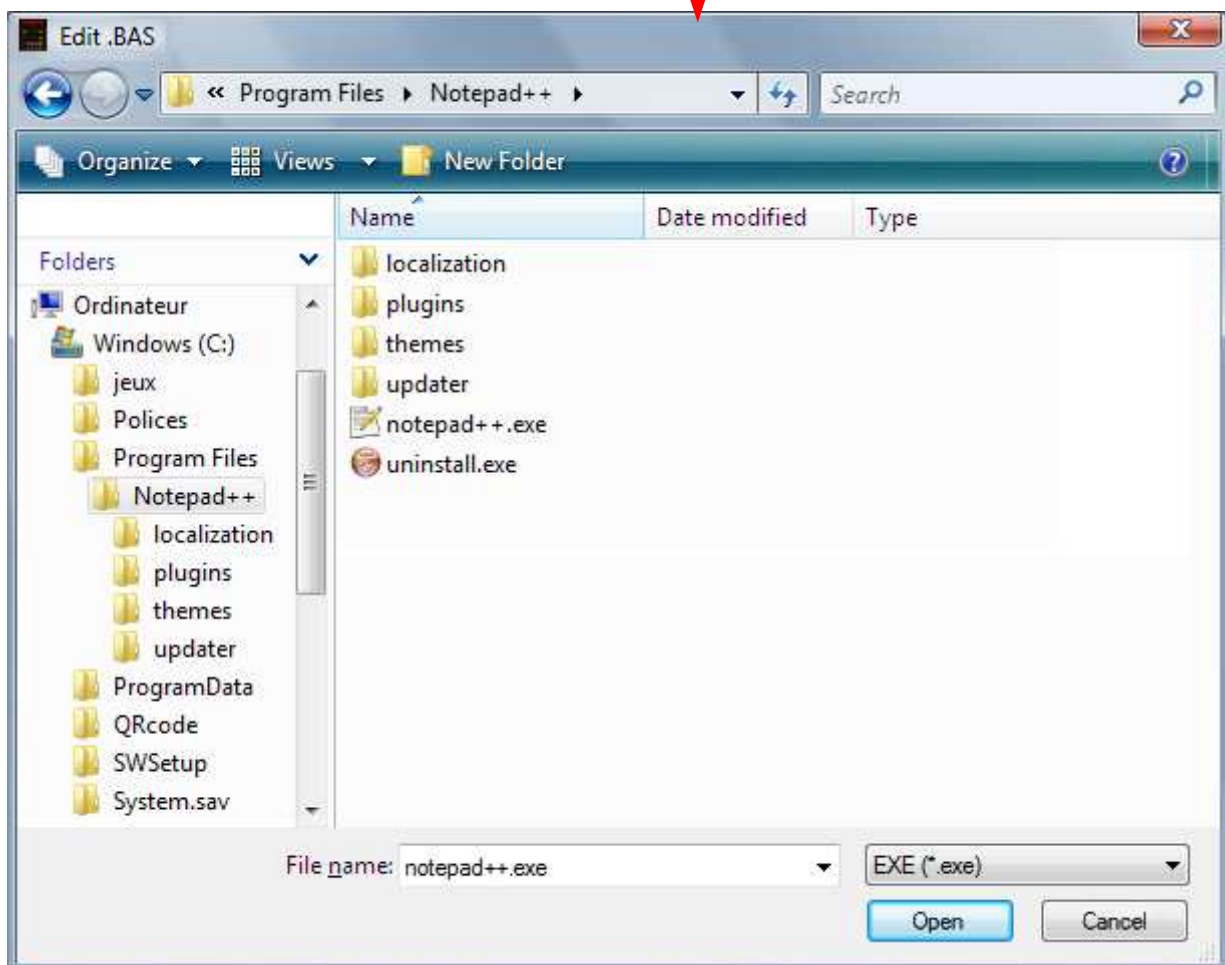 Edit .BAS
« Program Files Notepad++
Search
Organize Views New Folder
Name Date modified Type
Folders
Ordinateur
Windows (C:)
jeux
Polices
Program Files
Notepad++
localization
plugins
themes
updater
ProgramData
QRcode
SWSetup
System.sav
localization
plugins
themes
updater
notepad++.exe
uninstall.exe
File name: notepad++.exe
EXE (*.exe)
Open Cancel